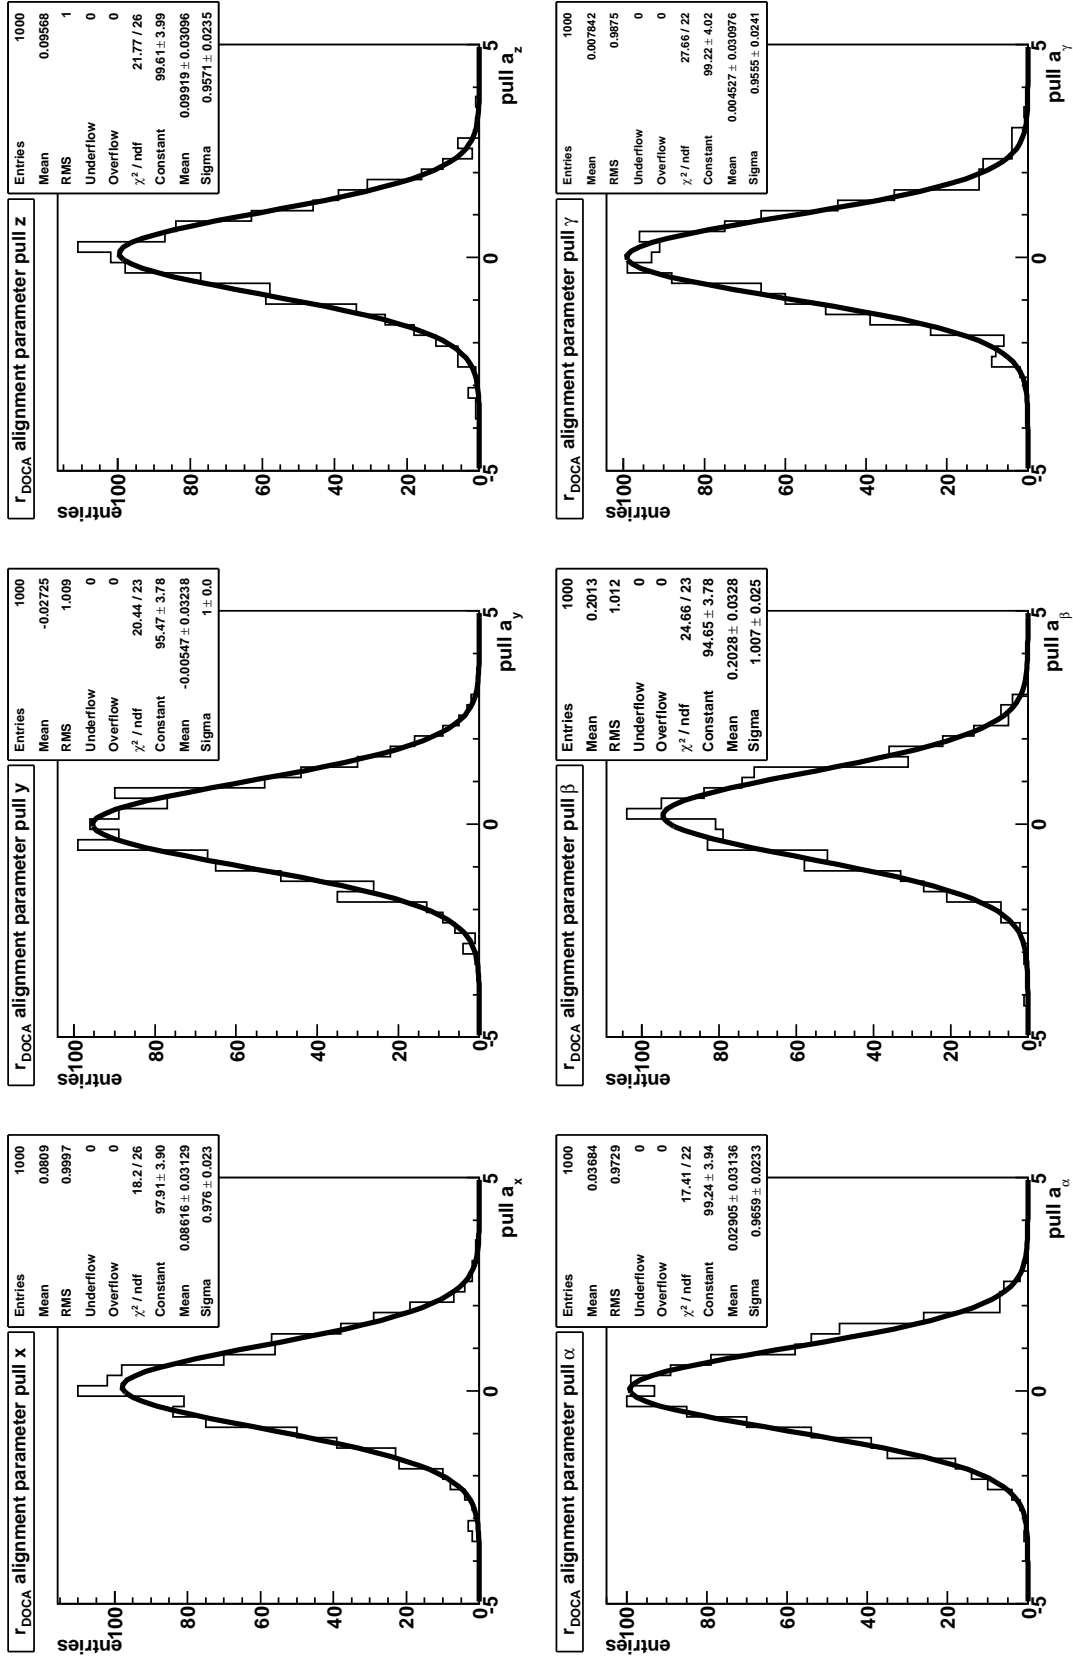 r_DOCA alignment parameter pull x
Entries 1000
Mean 0.0809
RMS 0.9997
Underflow 0
Overflow 0
χ² / ndf 18.2 / 26
Constant 97.91 ± 3.90
Mean 0.08616 ± 0.03129
Sigma 0.976 ± 0.023
entries
100
80
60
40
20
0
-5 0 5
pull a_x
r_DOCA alignment parameter pull y
Entries 1000
Mean -0.02725
RMS 1.009
Underflow 0
Overflow 0
χ² / ndf 20.44 / 23
Constant 95.47 ± 3.78
Mean -0.00547 ± 0.03238
Sigma 1 ± 0.0
entries
100
80
60
40
20
0
-5 0 5
pull a_y
r_DOCA alignment parameter pull z
Entries 1000
Mean 0.09568
RMS 1
Underflow 0
Overflow 0
χ² / ndf 21.77 / 26
Constant 99.61 ± 3.99
Mean 0.09919 ± 0.03096
Sigma 0.9571 ± 0.0235
entries
100
80
60
40
20
0
-5 0 5
pull a_z
r_DOCA alignment parameter pull α
Entries 1000
Mean 0.03684
RMS 0.9729
Underflow 0
Overflow 0
χ² / ndf 17.41 / 22
Constant 99.24 ± 3.94
Mean 0.02905 ± 0.03136
Sigma 0.9659 ± 0.0233
entries
100
80
60
40
20
0
-5 0 5
pull a_α
r_DOCA alignment parameter pull β
Entries 1000
Mean 0.2013
RMS 1.012
Underflow 0
Overflow 0
χ² / ndf 24.66 / 23
Constant 94.65 ± 3.78
Mean 0.2028 ± 0.0328
Sigma 1.007 ± 0.025
entries
100
80
60
40
20
0
-5 0 5
pull a_β
r_DOCA alignment parameter pull γ
Entries 1000
Mean 0.007842
RMS 0.9875
Underflow 0
Overflow 0
χ² / ndf 27.66 / 22
Constant 99.22 ± 4.02
Mean 0.004527 ± 0.030976
Sigma 0.9555 ± 0.0241
entries
100
80
60
40
20
0
-5 0 5
pull a_γ